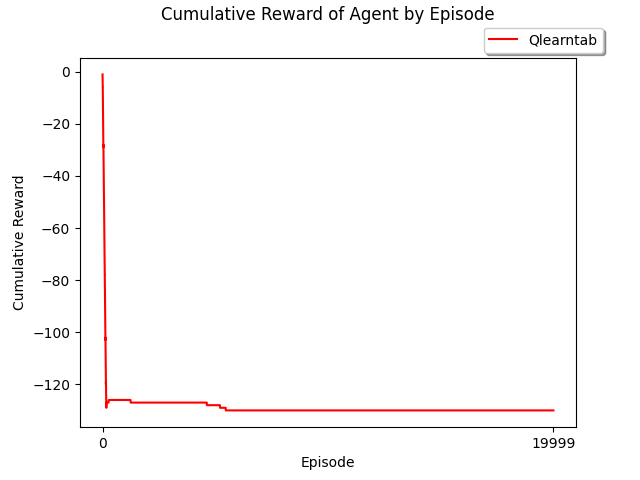 Cumulative Reward of Agent by Episode
Qlearntab
0
−20
−40
−60
−80
−100
−120
Cumulative Reward
0
19999
Episode